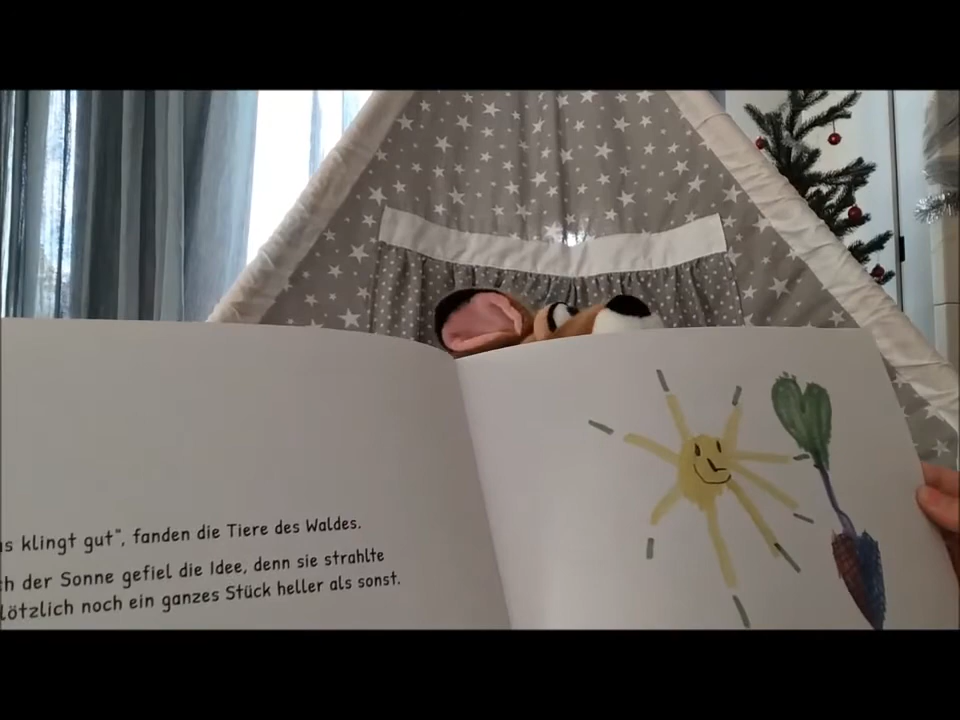 klingt gut", fanden die Tiere des Waldes.
der Sonne gefiel die Idee, denn sie strahlte
noch ein ganzes Stück heller als sonst.